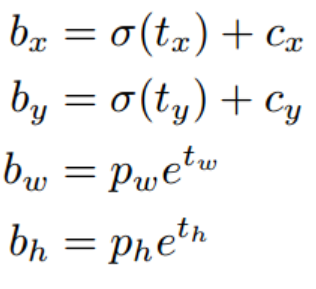 b_x = σ(t_x) + c_x
b_y = σ(t_y) + c_y
b_w = p_w e^{t_w}
b_h = p_h e^{t_h}